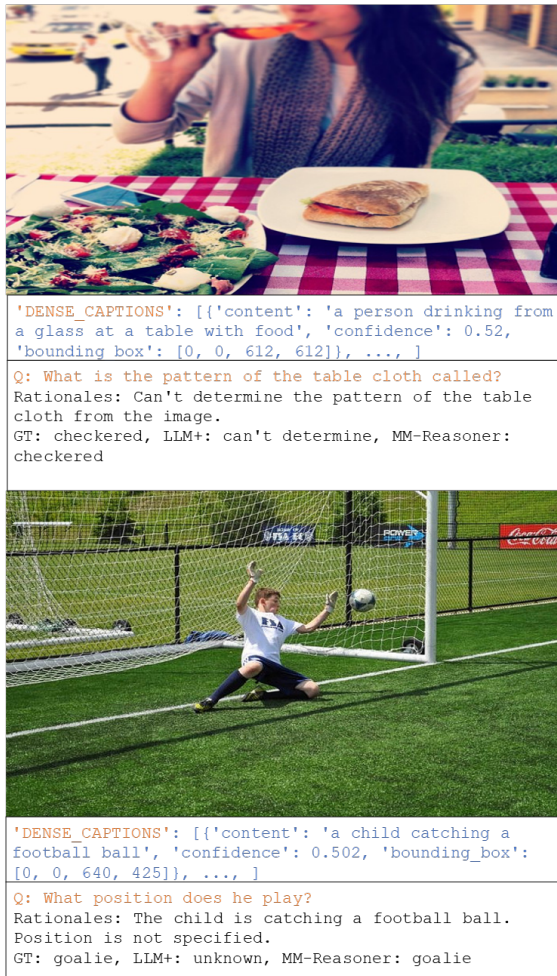 'DENSE_CAPTIONS': [{'content': 'a person drinking from
a glass at a table with food', 'confidence': 0.52,
'bounding box': [0, 0, 612, 612]}, ..., ]
Q: What is the pattern of the table cloth called?
Rationales: Can't determine the pattern of the table
cloth from the image.
GT: checkered, LLM+: can't determine, MM-Reasoner:
checkered
POWER
Coca-Cola
'DENSE_CAPTIONS': [{'content': 'a child catching a
football ball', 'confidence': 0.502, 'bounding_box':
[0, 0, 640, 425]}, ..., ]
Q: What position does he play?
Rationales: The child is catching a football ball.
Position is not specified.
GT: goalie, LLM+: unknown, MM-Reasoner: goalie